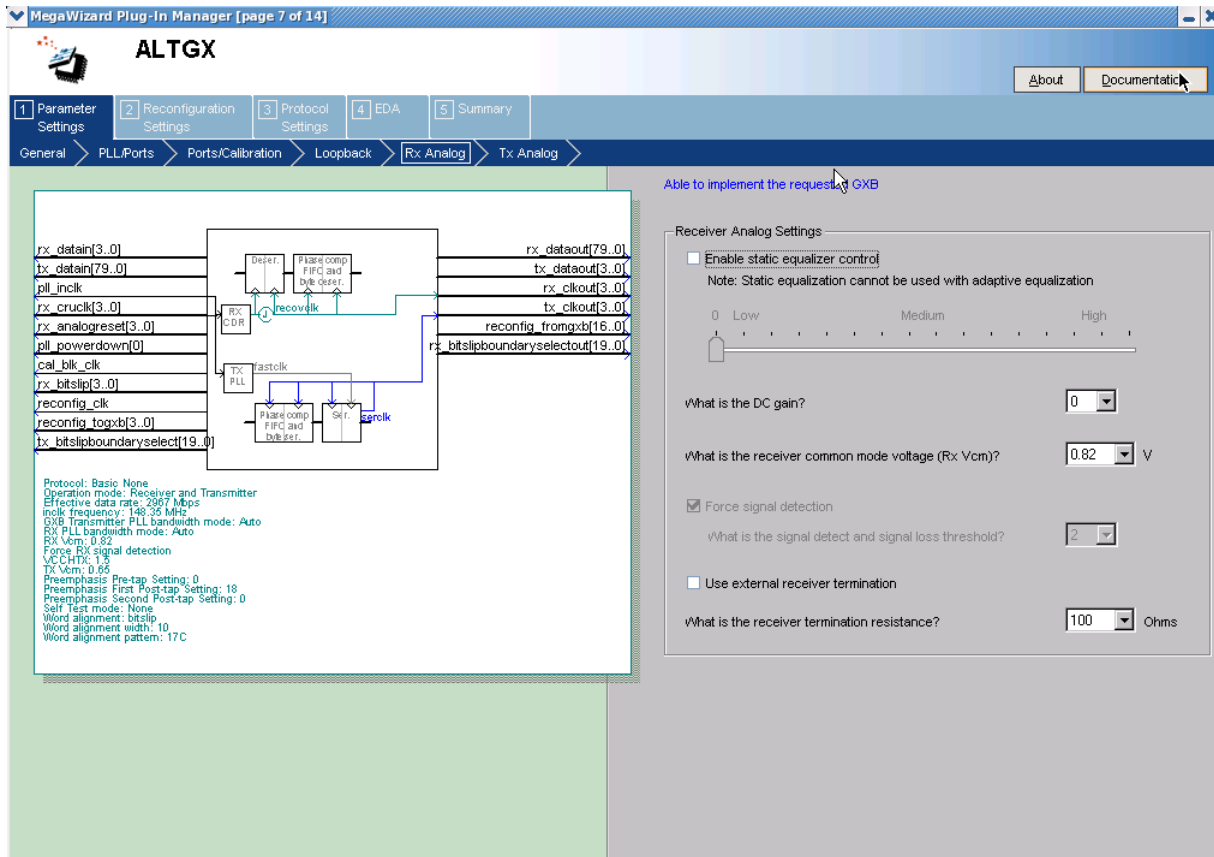 MegaWizard Plug-In Manager [page 7 of 14]
ALTGX
About
Documentatio
1 Parameter Settings
2 Reconfiguration Settings
3 Protocol Settings
4 EDA
5 Summary
General
PLL/Ports
Ports/Calibration
Loopback
Rx Analog
Tx Analog
rx_datain[3..0]
tx_datain[79..0]
pll_inclk
rx_cruclk[3..0]
rx_analogreset[3..0]
pll_powerdown[0]
cal_blk_clk
rx_bitslip[3..0]
reconfig_clk
reconfig_togxb[3..0]
tx_bitslipboundaryselect[19..0]
Deser.
Phase comp FIFO and byte deser.
RX CDR
recovclk
TX PLL
fastclk
Phase comp FIFO and byte ser.
Ser.
serclk
rx_dataout[79..0]
tx_dataout[3..0]
rx_clkout[3..0]
tx_clkout[3..0]
reconfig_fromgxb[16..0]
rx_bitslipboundaryselectout[19..0]
Protocol: Basic None
Operation mode: Receiver and Transmitter
Effective data rate: 2967 Mbps
inclk frequency: 148.35 MHz
GXB Transmitter PLL bandwidth mode: Auto
RX PLL bandwidth mode: Auto
RX Vcm: 0.82
Force RX signal detection
VCCHTX: 1.5
TX Vcm: 0.65
Preemphasis Pre-tap Setting: 0
Preemphasis First Post-tap Setting: 18
Preemphasis Second Post-tap Setting: 0
Self Test mode: None
Word alignment: bitslip
Word alignment width: 10
Word alignment pattern: 17C
Able to implement the requested GXB
Receiver Analog Settings
Enable static equalizer control
Note: Static equalization cannot be used with adaptive equalization
0 Low Medium High
What is the DC gain? 0
What is the receiver common mode voltage (Rx Vcm)? 0.82 V
Force signal detection
What is the signal detect and signal loss threshold? 2
Use external receiver termination
What is the receiver termination resistance? 100 Ohms